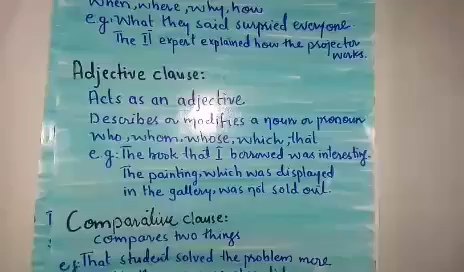 When, where, why, how
e.g. What they said surpried everyone.
The IT expert explained how the projector
works.
Adjective clause:
Acts as an adjective
Describes or modifies a noun or pronoun
who, whom, whose, which, that
e.g: The book that I borrowed was interesting.
The painting, which was displayed
in the gallery, was not sold out.
Comparative clause:
compares two things
eg That student solved the problem more